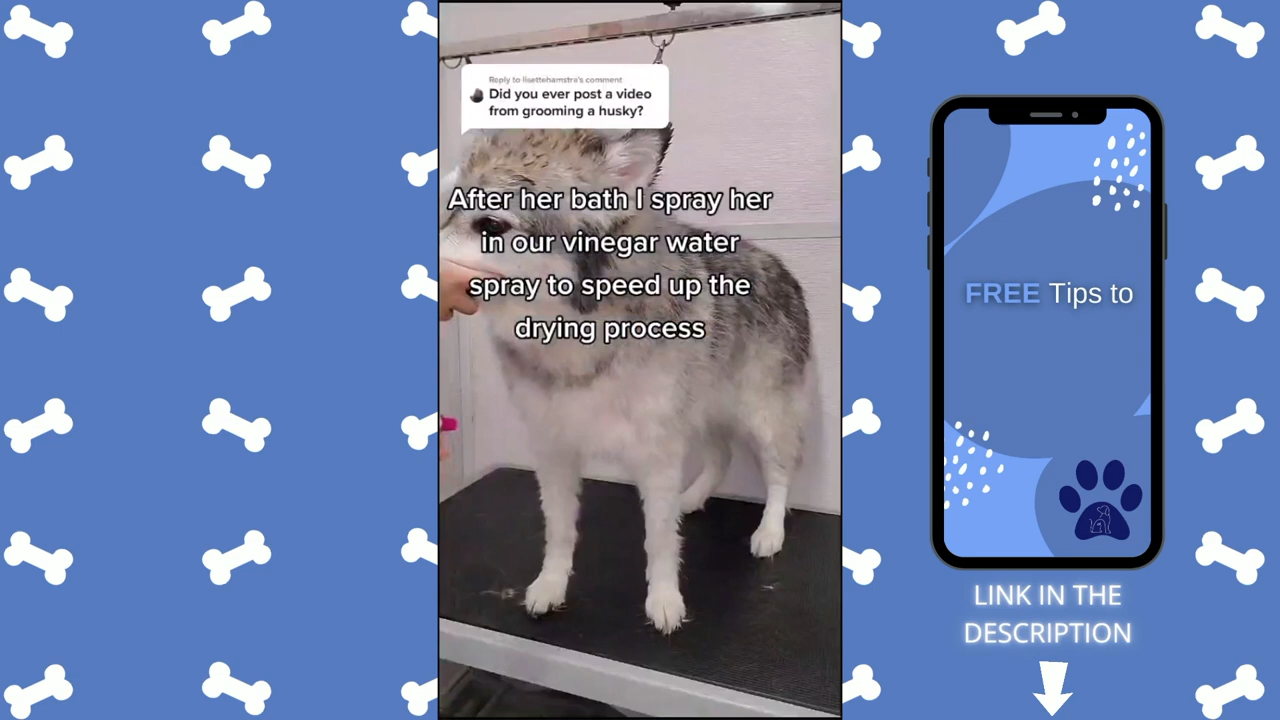 Reply to lisettehamstra's comment
Did you ever post a video
from grooming a husky?
After her bath I spray her
in our vinegar water
spray to speed up the
drying process
FREE Tips to
LINK IN THE
DESCRIPTION